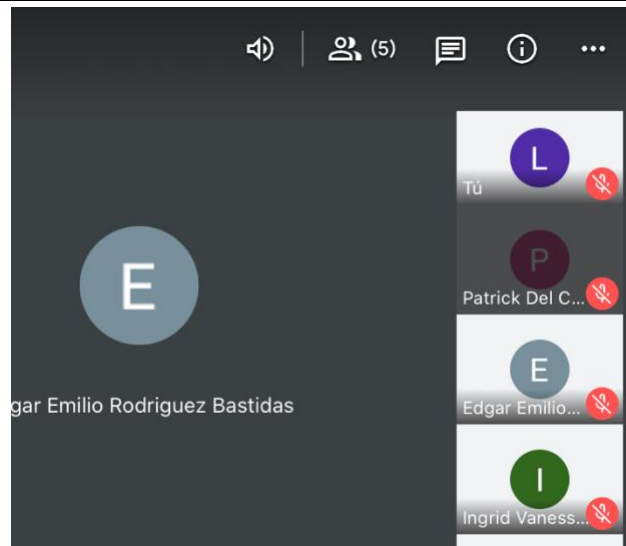 (5)
L
Tú
P
Patrick Del C...
E
gar Emilio Rodriguez Bastidas
E
Edgar Emilio...
I
Ingrid Vaness...